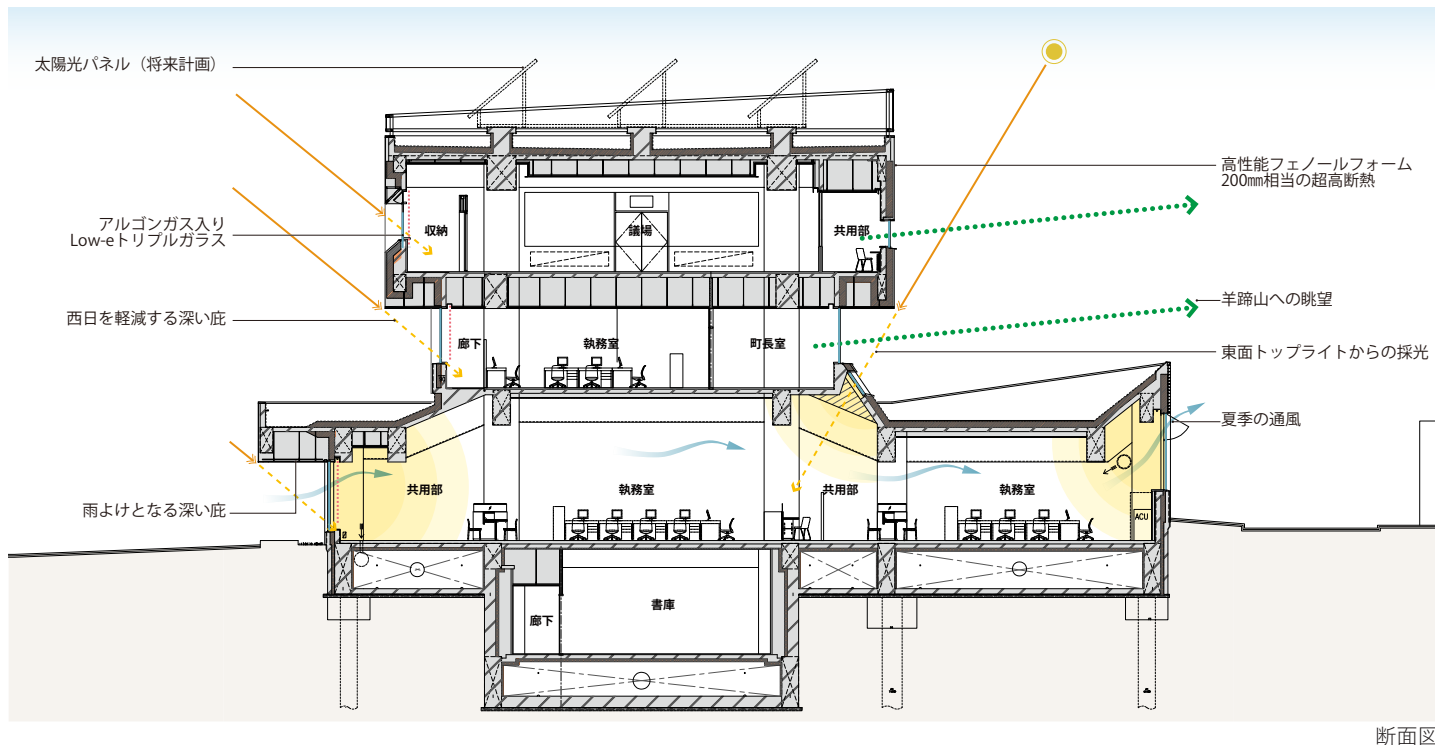 太陽光パネル（将来計画）
高性能フェノールフォーム
200㎜相当の超高断熱
アルゴンガス入り
Low-eトリプルガラス
収納
議場
共用部
羊蹄山への眺望
西日を軽減する深い庇
廊下
執務室
町長室
東面トップライトからの採光
夏季の通風
共用部
執務室
共用部
執務室
雨よけとなる深い庇
ACU
廊下
書庫
断面図